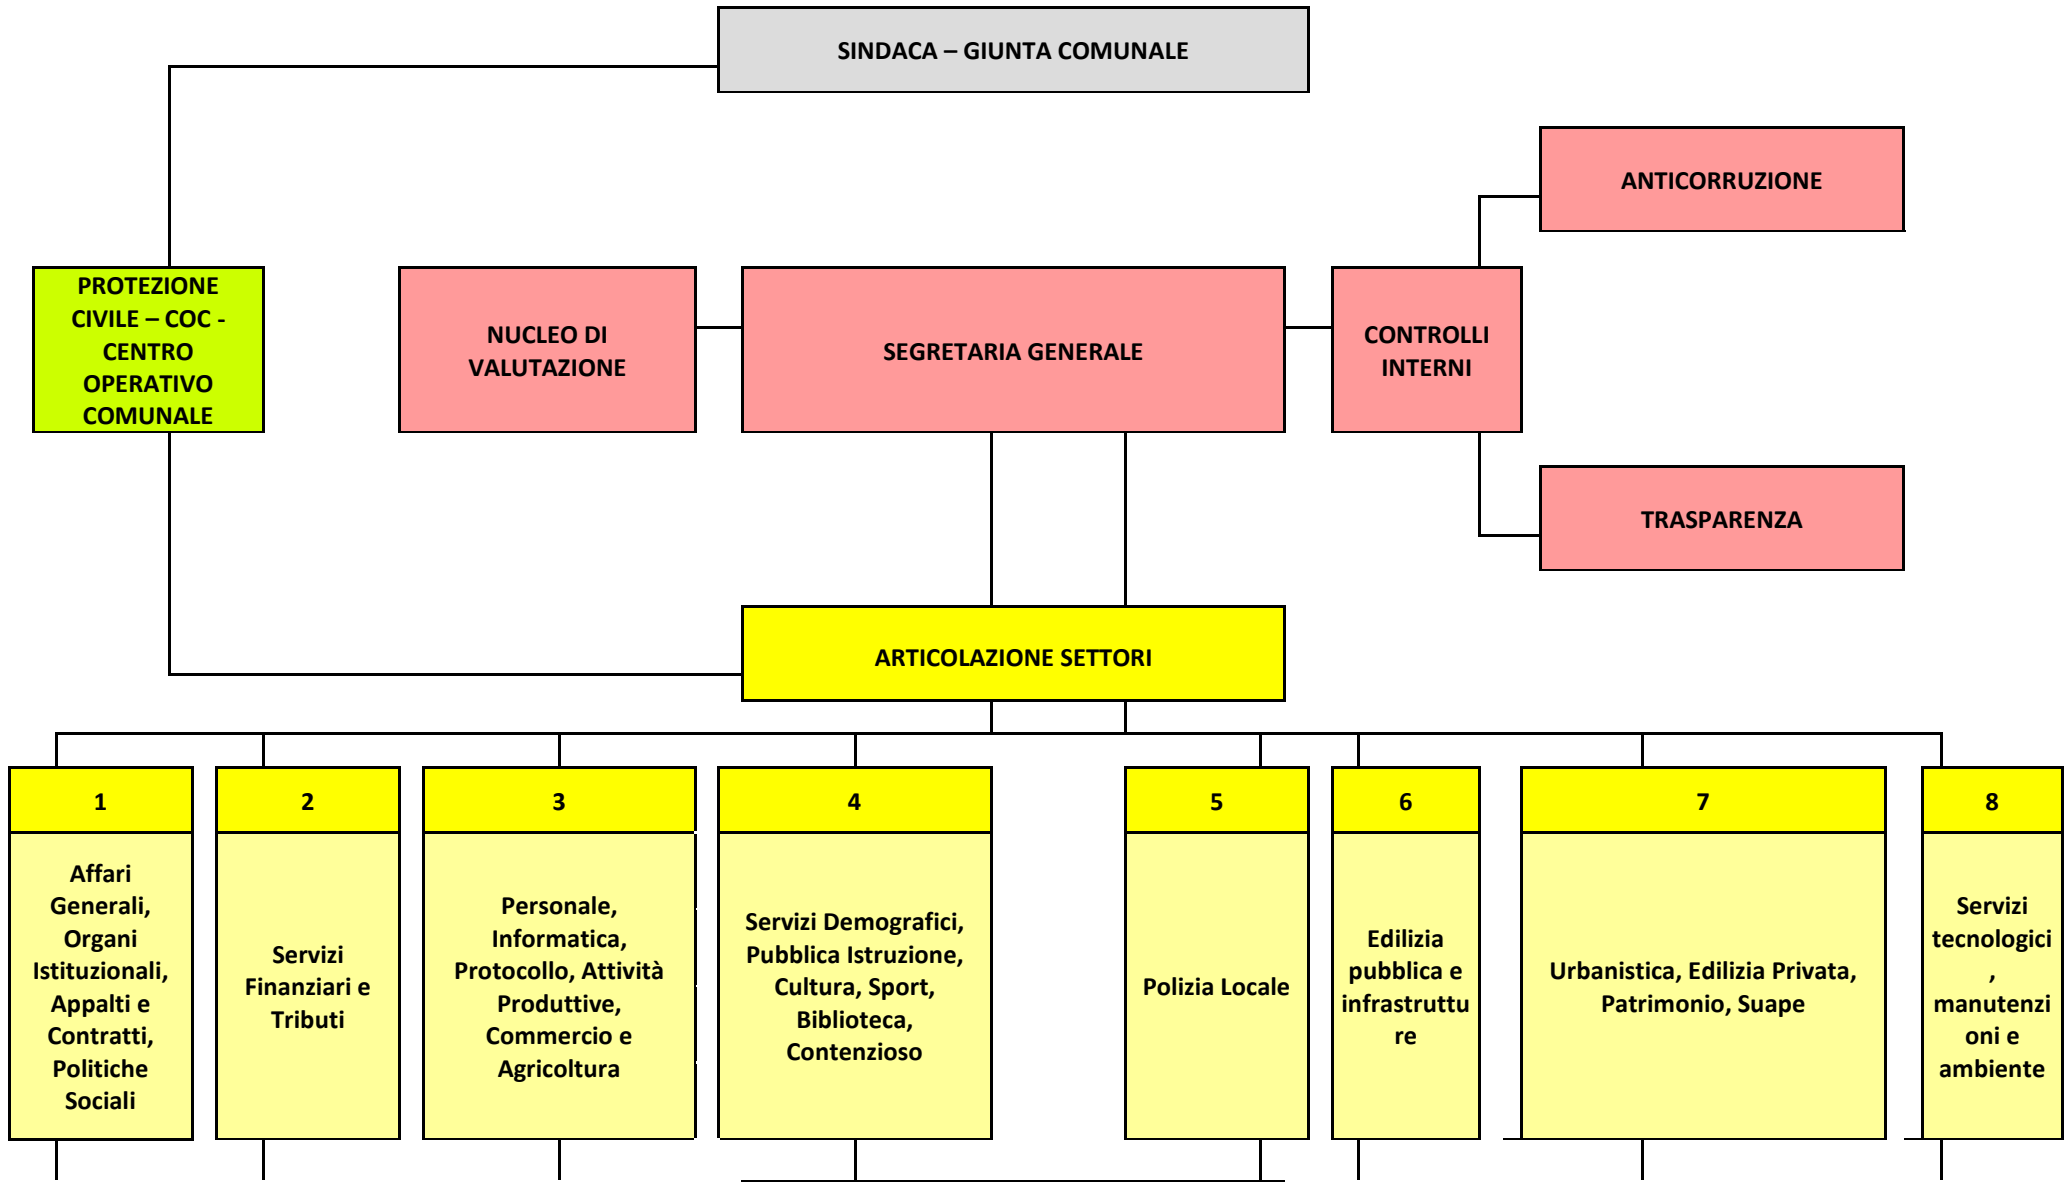 SINDACA – GIUNTA COMUNALE
ANTICORRUZIONE
PROTEZIONE
CIVILE – COC -
CENTRO
OPERATIVO
COMUNALE
NUCLEO DI
VALUTAZIONE
SEGRETARIA GENERALE
CONTROLLI
INTERNI
TRASPARENZA
ARTICOLAZIONE SETTORI
1
Affari
Generali,
Organi
Istituzionali,
Appalti e
Contratti,
Politiche
Sociali
2
Servizi
Finanziari e
Tributi
3
Personale,
Informatica,
Protocollo, Attività
Produttive,
Commercio e
Agricoltura
4
Servizi Demografici,
Pubblica Istruzione,
Cultura, Sport,
Biblioteca,
Contenzioso
5
Polizia Locale
6
Edilizia
pubblica e
infrastruttu
re
7
Urbanistica, Edilizia Privata,
Patrimonio, Suape
8
Servizi
tecnologici
,
manutenzi
oni e
ambiente